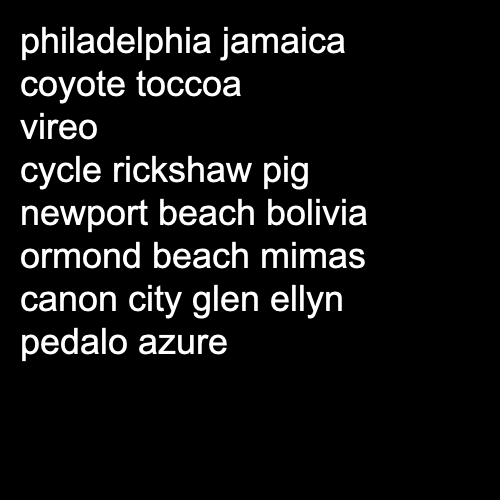 philadelphia jamaica
coyote toccoa
vireo
cycle rickshaw pig
newport beach bolivia
ormond beach mimas
canon city glen ellyn
pedalo azure